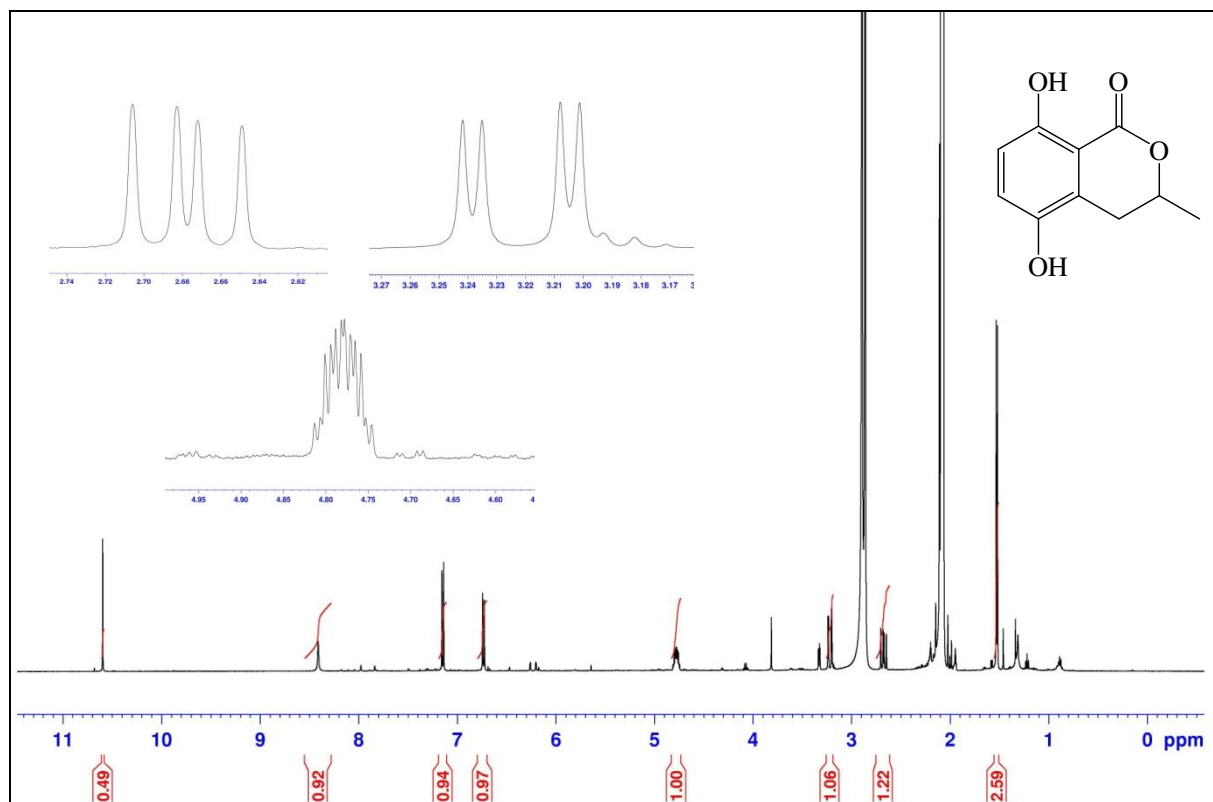 OH
O
O
OH
2.74 2.72 2.70 2.68 2.66 2.64 2.62
3.27 3.26 3.25 3.24 3.23 3.22 3.21 3.20 3.19 3.18 3.17 3
4.95 4.90 4.85 4.80 4.75 4.70 4.65 4.60 4
11 10 9 8 7 6 5 4 3 2 1 0 ppm
0.49 0.92 0.94 0.97 1.00 1.06 1.22 2.59